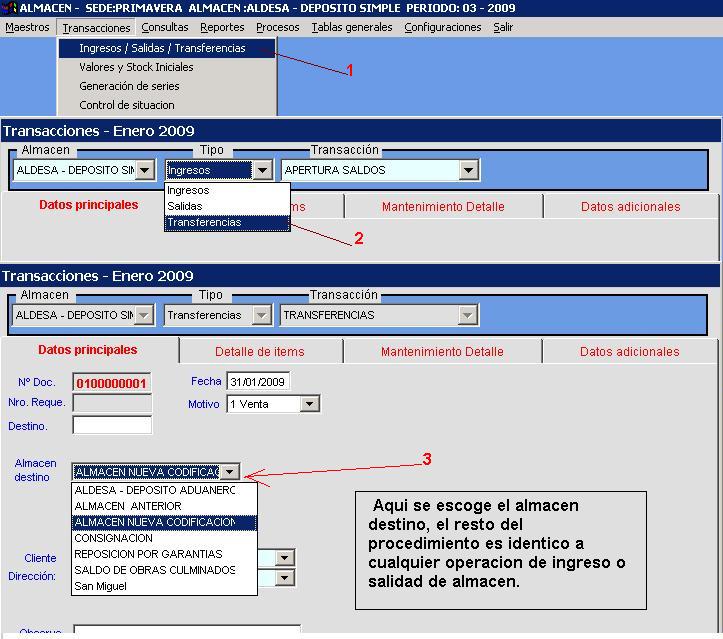 ALMACEN - SEDE:PRIMAVERA ALMACEN :ALDESA - DEPOSITO SIMPLE PERIODO: 03 - 2009
Maestros Transacciones Consultas Reportes Procesos Tablas generales Configuraciones Salir
Ingresos / Salidas / Transferencias
1
Valores y Stock Iniciales
Generación de series
Control de situacion
Transacciones - Enero 2009
Almacen Tipo Transacción
ALDESA - DEPOSITO SIM Ingresos APERTURA SALDOS
Ingresos
Salidas
Transferencias
2
Datos principales ms Mantenimiento Detalle Datos adicionales
Transacciones - Enero 2009
Almacen Tipo Transacción
ALDESA - DEPOSITO SIM Transferencias TRANSFERENCIAS
Datos principales Detalle de items Mantenimiento Detalle Datos adicionales
Nº Doc. 0100000001 Fecha 31/01/2009
Nro. Reque. Motivo 1 Venta
Destino.
3
Almacen destino ALMACEN NUEVA CODIFICAC
ALDESA - DEPOSITO ADUANERO
ALMACEN ANTERIOR
ALMACEN NUEVA CODIFICACION
CONSIGNACION
REPOSICION POR GARANTIAS
SALDO DE OBRAS CULMINADOS
San Miguel
Cliente
Dirección:
Aqui se escoge el almacen
destino, el resto del
procedimiento es identico a
cualquier operacion de ingreso o
salidad de almacen.